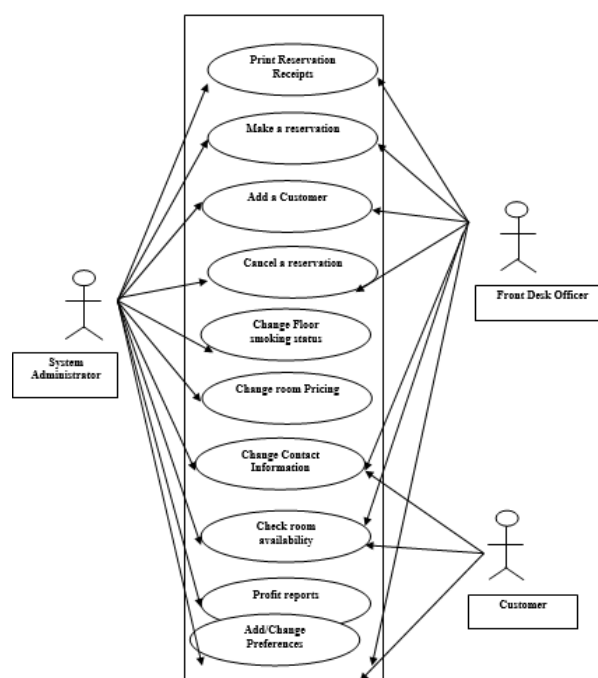 Print Reservation
Receipts
Make a reservation
Add a Customer
Cancel a reservation
Front Desk Officer
Change Floor
smoking status
System
Administrator
Change room Pricing
Change Contact
Information
Check room
availability
Profit reports
Customer
Add/Change
Preferences